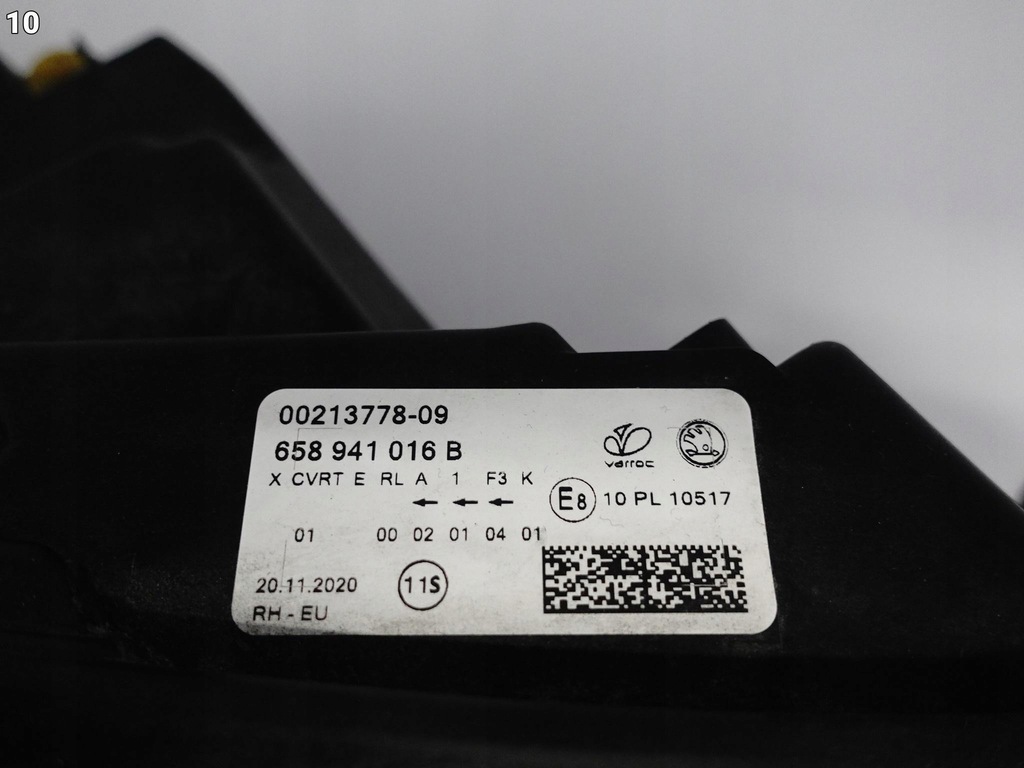 10
00213778-09
658 941 016 B
varroc
X CVRT E RL A 1 F3 K
← ← ←
E8 10 PL 10517
01 00 02 01 04 01
20.11.2020 11S
RH - EU